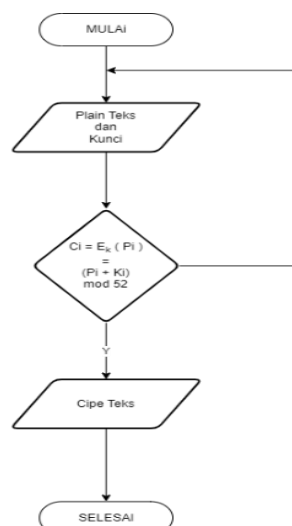 MULAi
Plain Teks
dan
Kunci
Ci = Eₖ ( Pi )
=
(Pi + Ki)
mod 52
Y
Cipe Teks
SELESAi